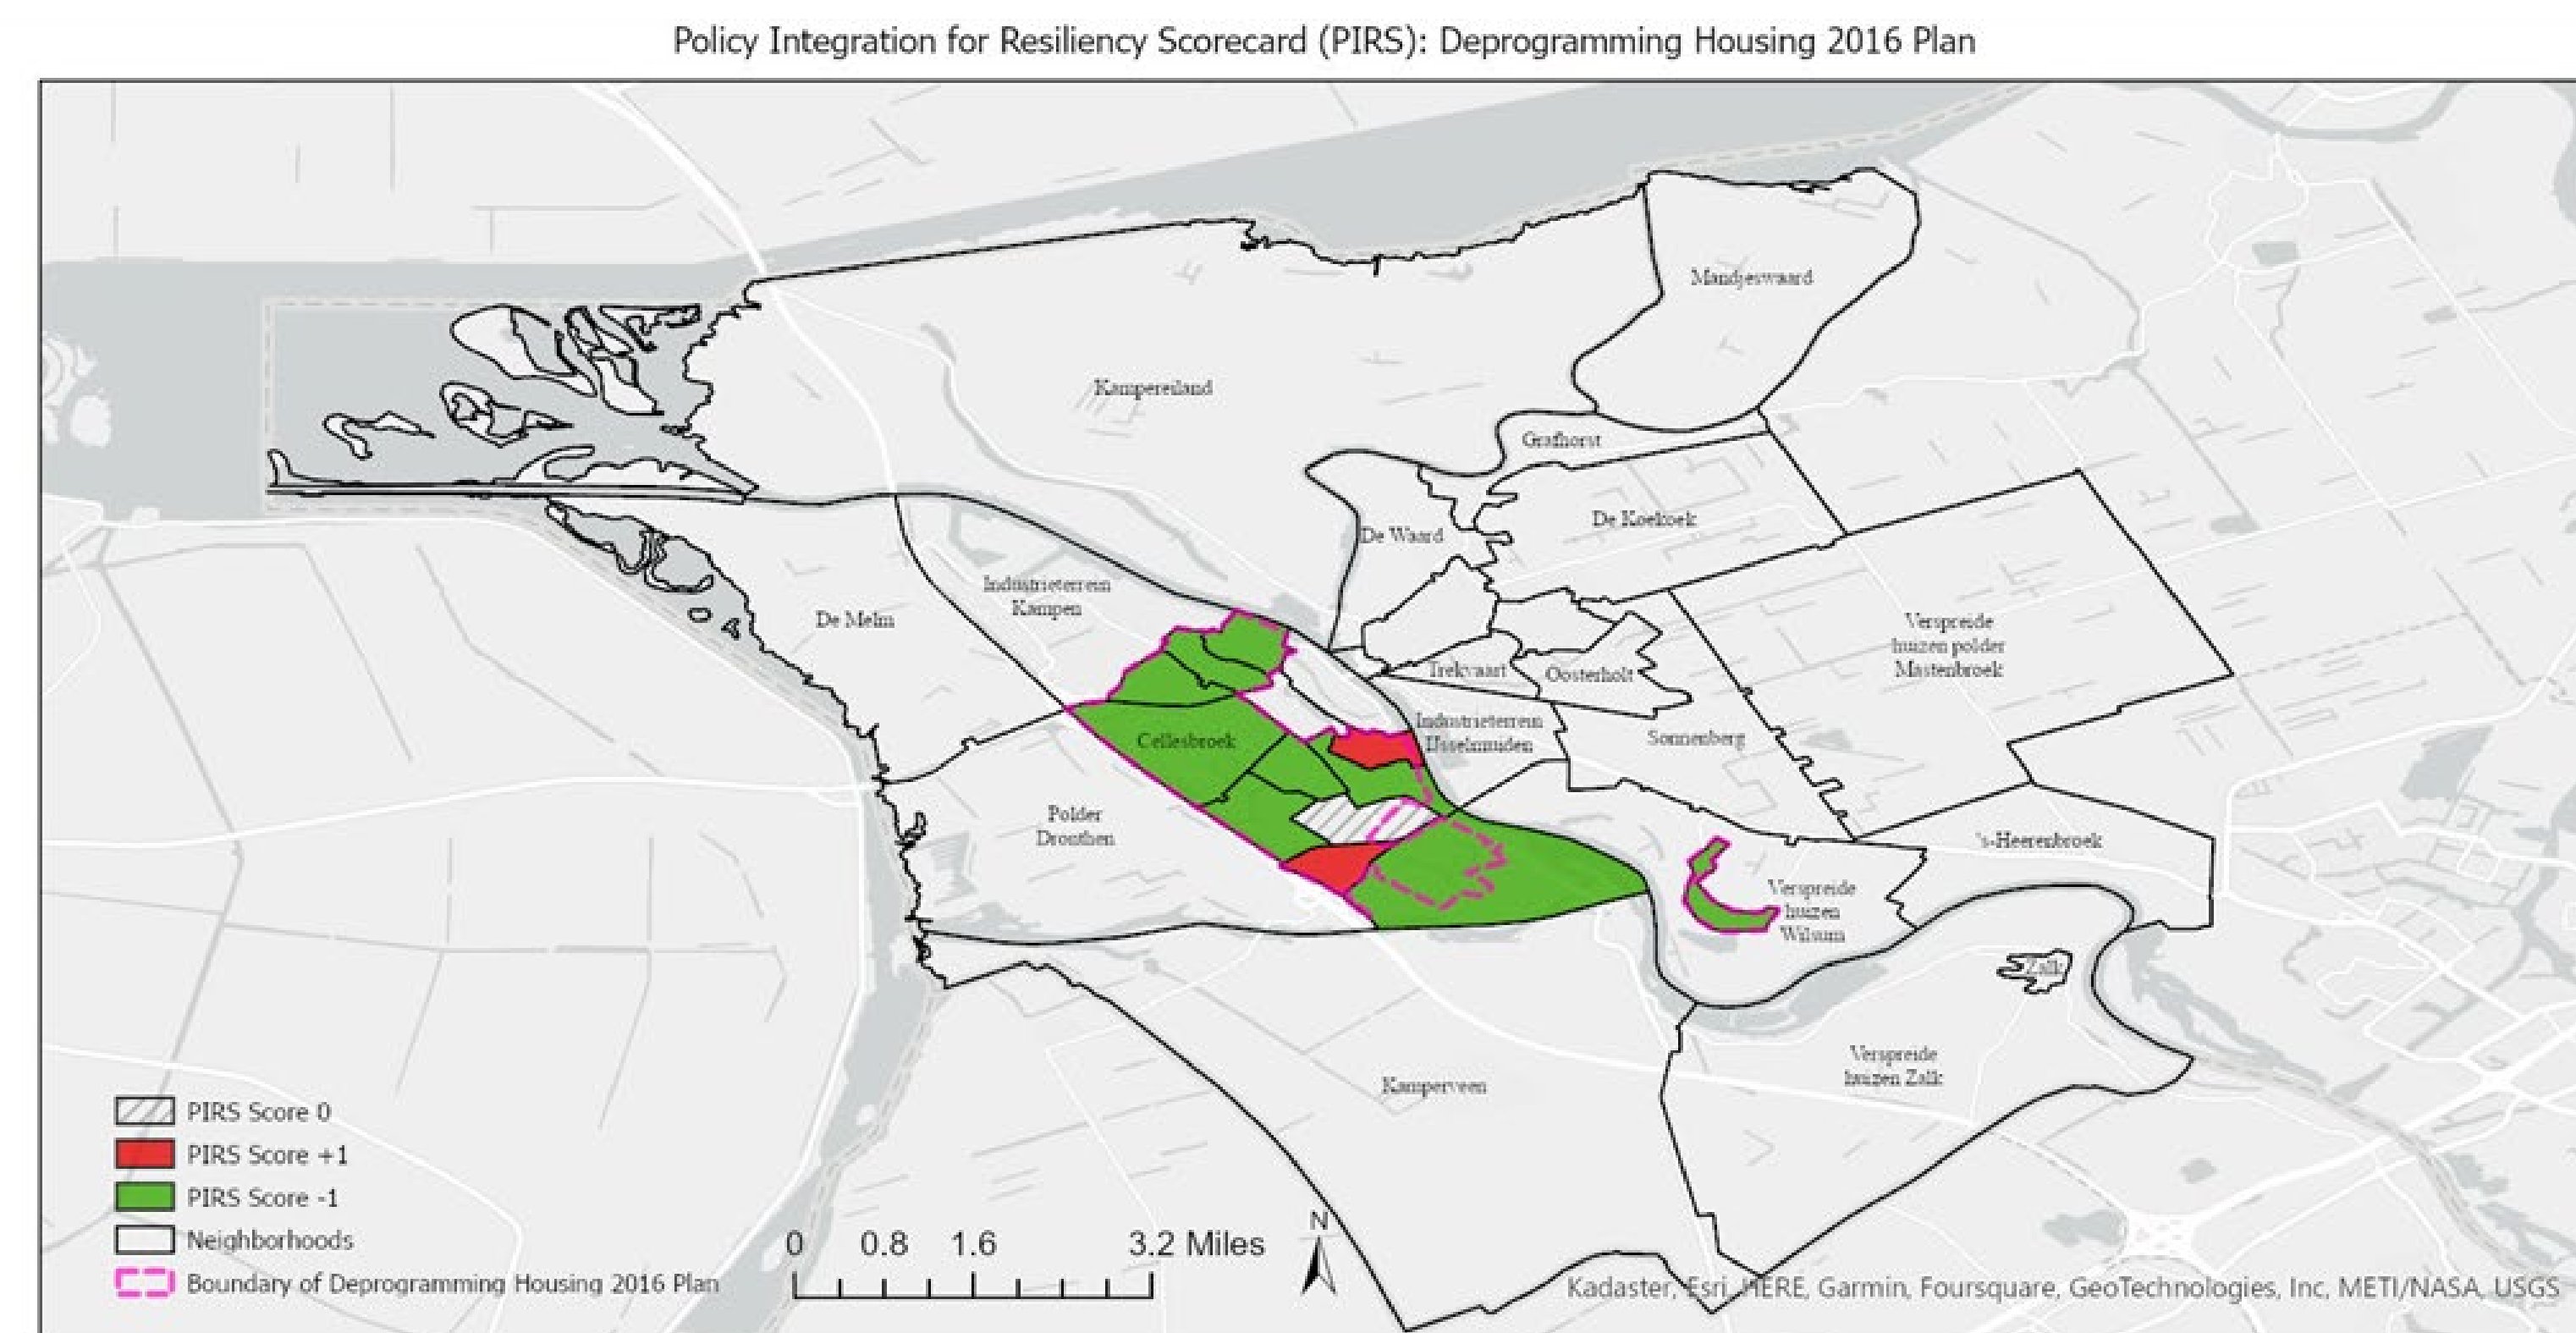 Policy Integration for Resiliency Scorecard (PIRS): Deprogramming Housing 2016 Plan
Mandjeswaard
Kampereiland
Grafhorst
De Koekoek
De Waard
Industrieterrein
Kampen
De Melm
Verspreide
huizen polder
Mastenbroek
Trekvaart
Oosterholt
Cellesbroek
Industrieterrein
IJsselmuiden
Sonnenberg
Polder
Dronthen
's-Heerenbroek
Verspreide
huizen
Wilsum
Zalk
Verspreide
huizen Zalk
Kamperveen
PIRS Score 0
PIRS Score +1
PIRS Score -1
Neighborhoods
Boundary of Deprogramming Housing 2016 Plan
0 0.8 1.6 3.2 Miles
N
Kadaster, Esri, HERE, Garmin, Foursquare, GeoTechnologies, Inc, METI/NASA, USGS